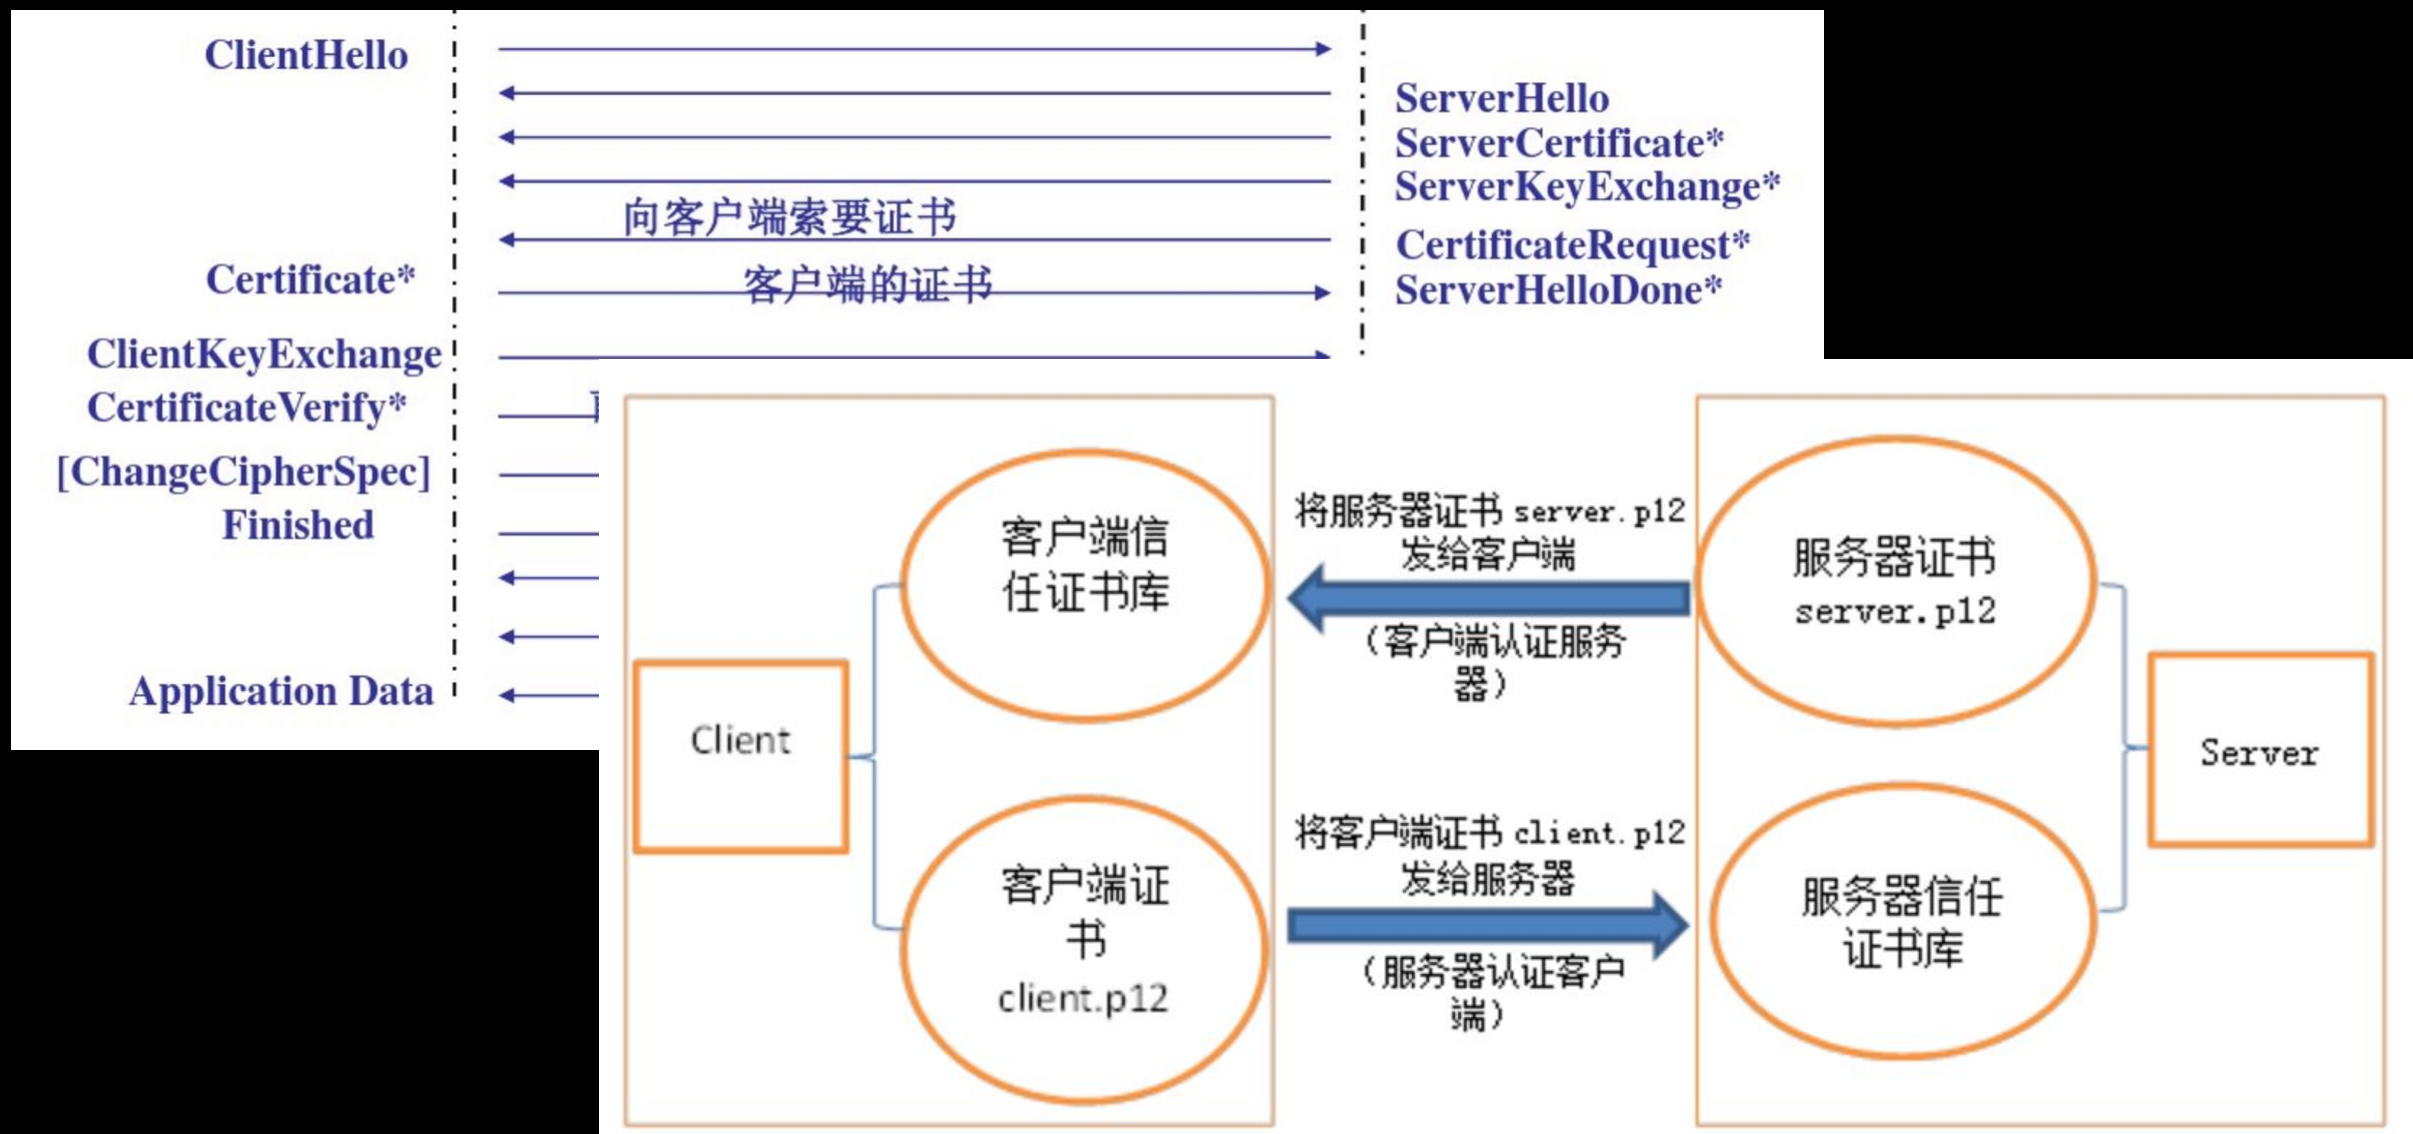 ClientHello
ServerHello
ServerCertificate*
ServerKeyExchange*
向客户端索要证书
CertificateRequest*
Certificate*
客户端的证书
ServerHelloDone*
ClientKeyExchange
CertificateVerify*
[ChangeCipherSpec]
Finished
Application Data
Client
客户端信
任证书库
客户端证
书
client.p12
将服务器证书 server.p12
发给客户端
(客户端认证服务
器)
将客户端证书 client.p12
发给服务器
(服务器认证客户
端)
服务器证书
server.p12
服务器信任
证书库
Server